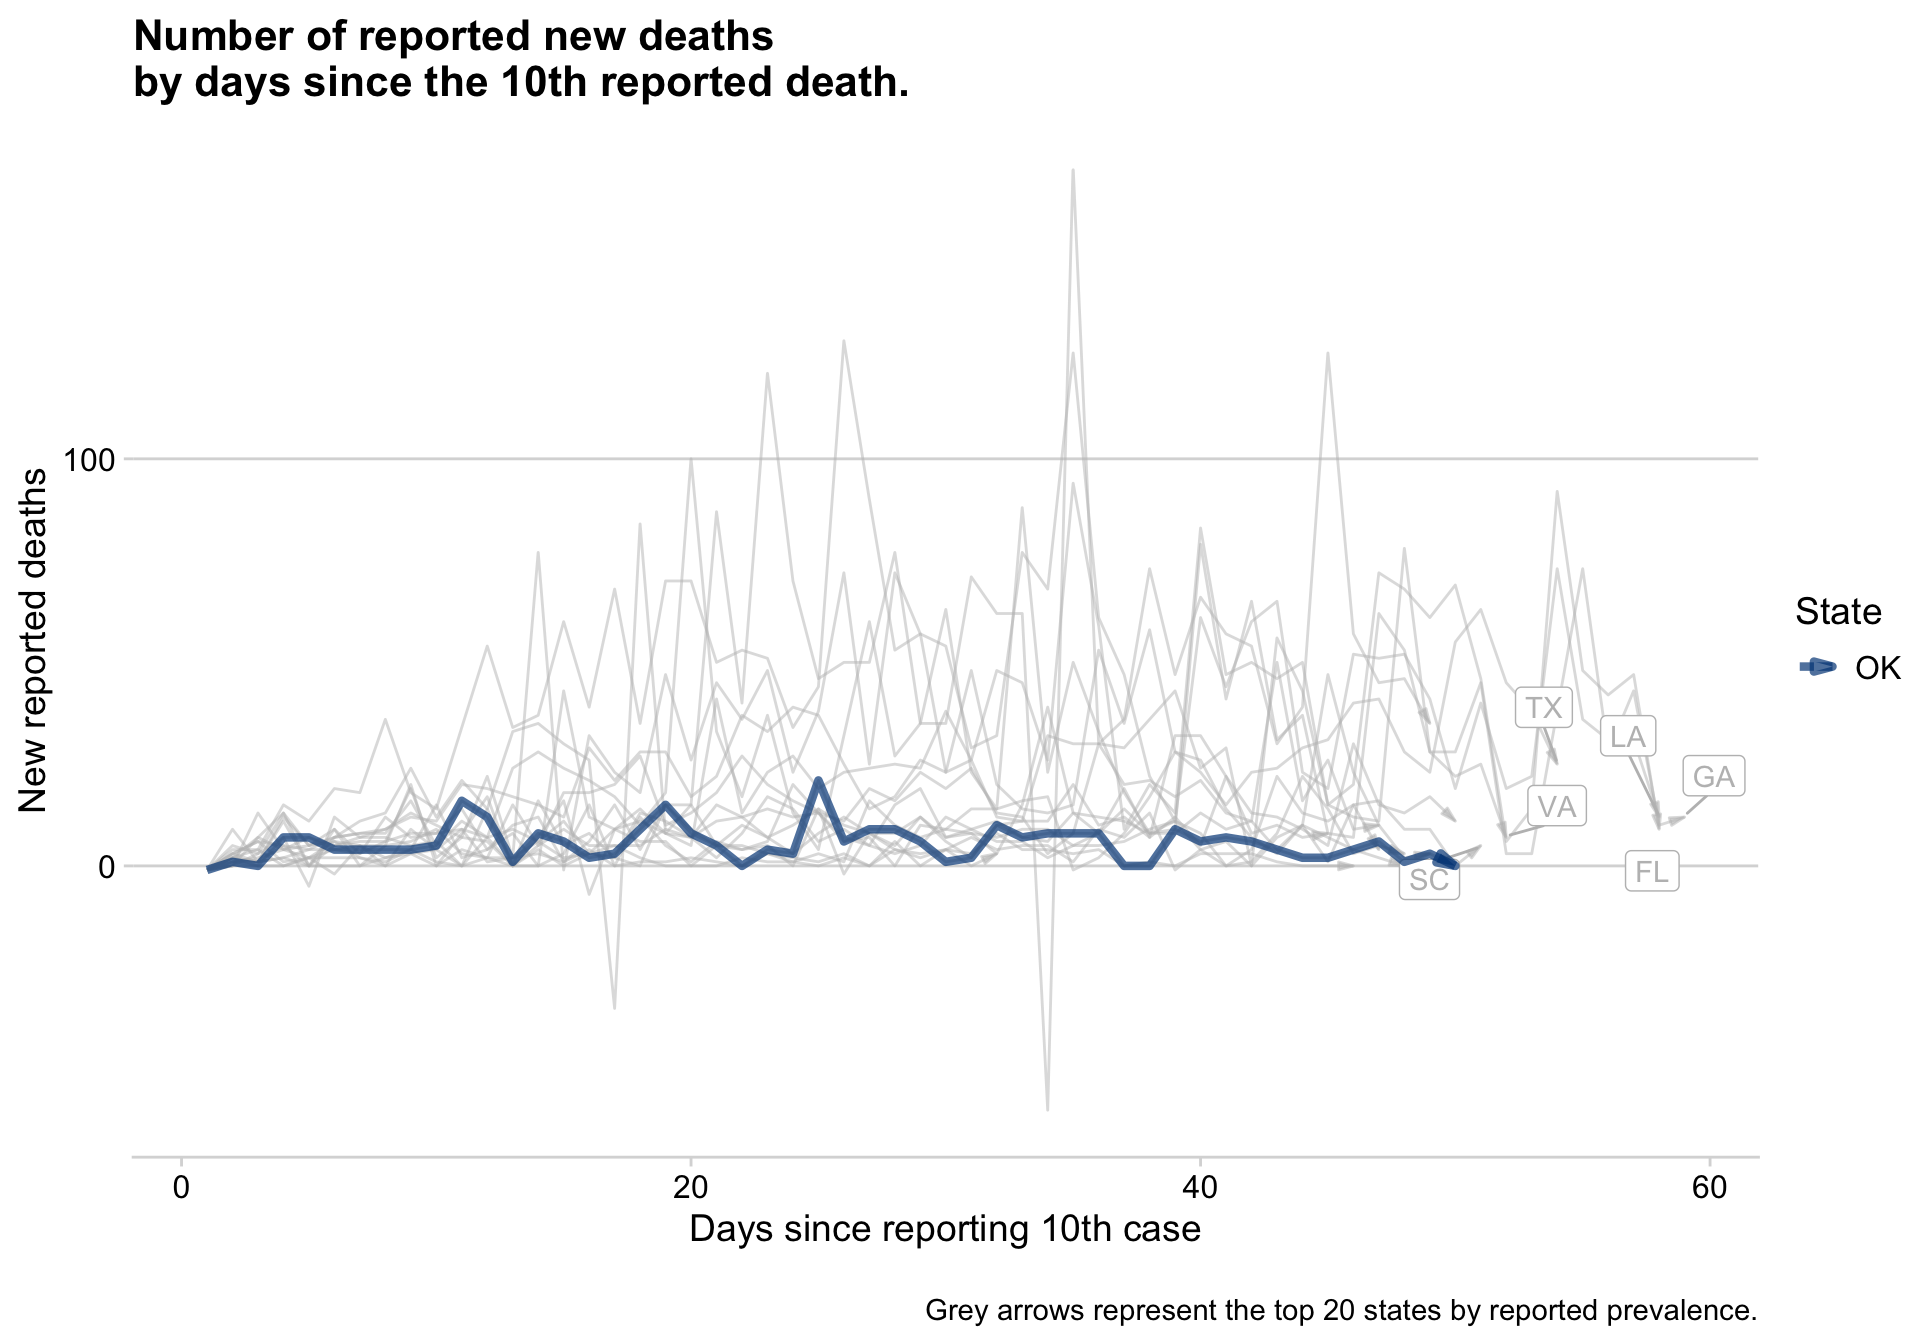 Number of reported new deaths
by days since the 10th reported death.
New reported deaths
100
0
TX
LA
GA
VA
FL
SC
State
OK
0
20
40
60
Days since reporting 10th case
Grey arrows represent the top 20 states by reported prevalence.